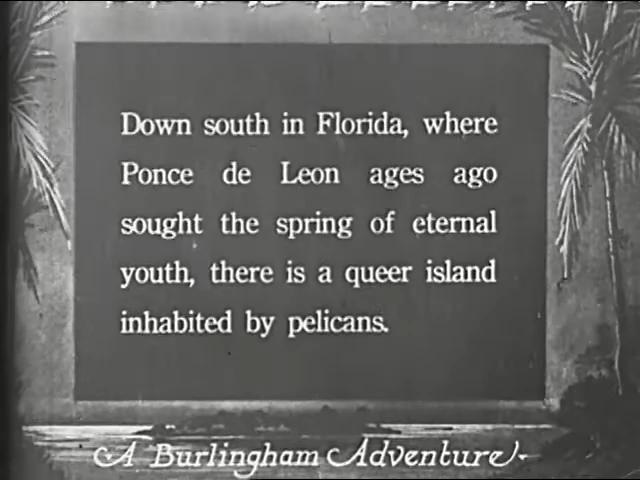 Down south in Florida, where
Ponce de Leon ages ago
sought the spring of eternal
youth, there is a queer island
inhabited by pelicans.
A Burlingham Adventure